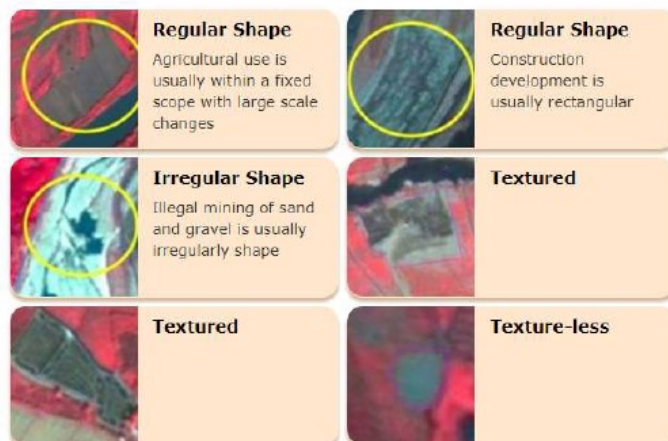 Regular Shape
Agricultural use is
usually within a fixed
scope with large scale
changes
Regular Shape
Construction
development is
usually rectangular
Irregular Shape
Illegal mining of sand
and gravel is usually
irregularly shape
Textured
Textured
Texture-less